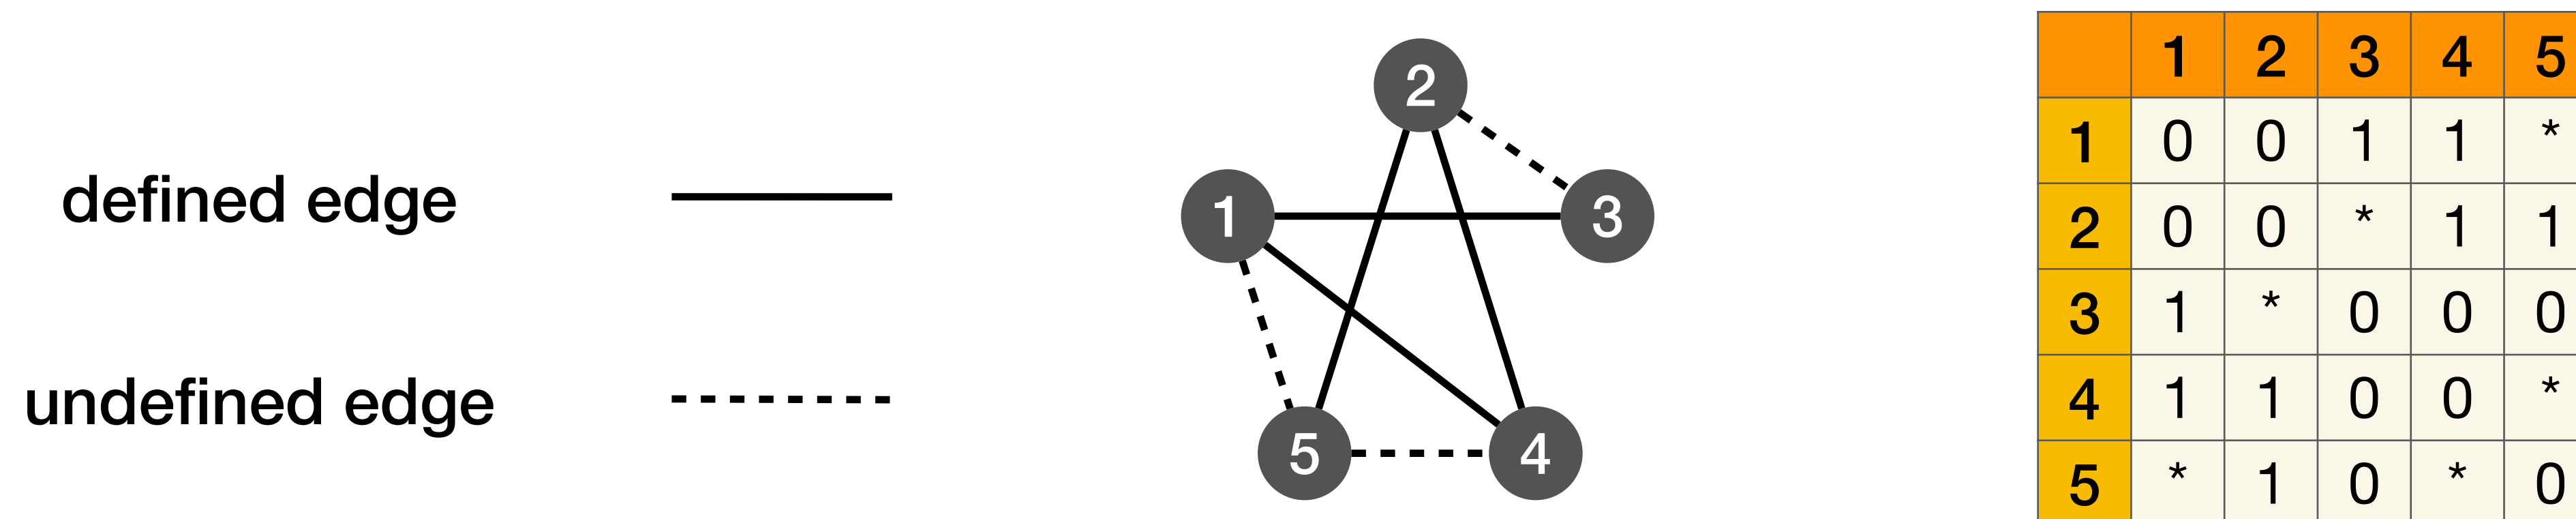 defined edge
undefined edge
2
1
3
5
4
1 2 3 4 5
1 0 0 1 1 *
2 0 0 * 1 1
3 1 * 0 0 0
4 1 1 0 0 *
5 * 1 0 * 0